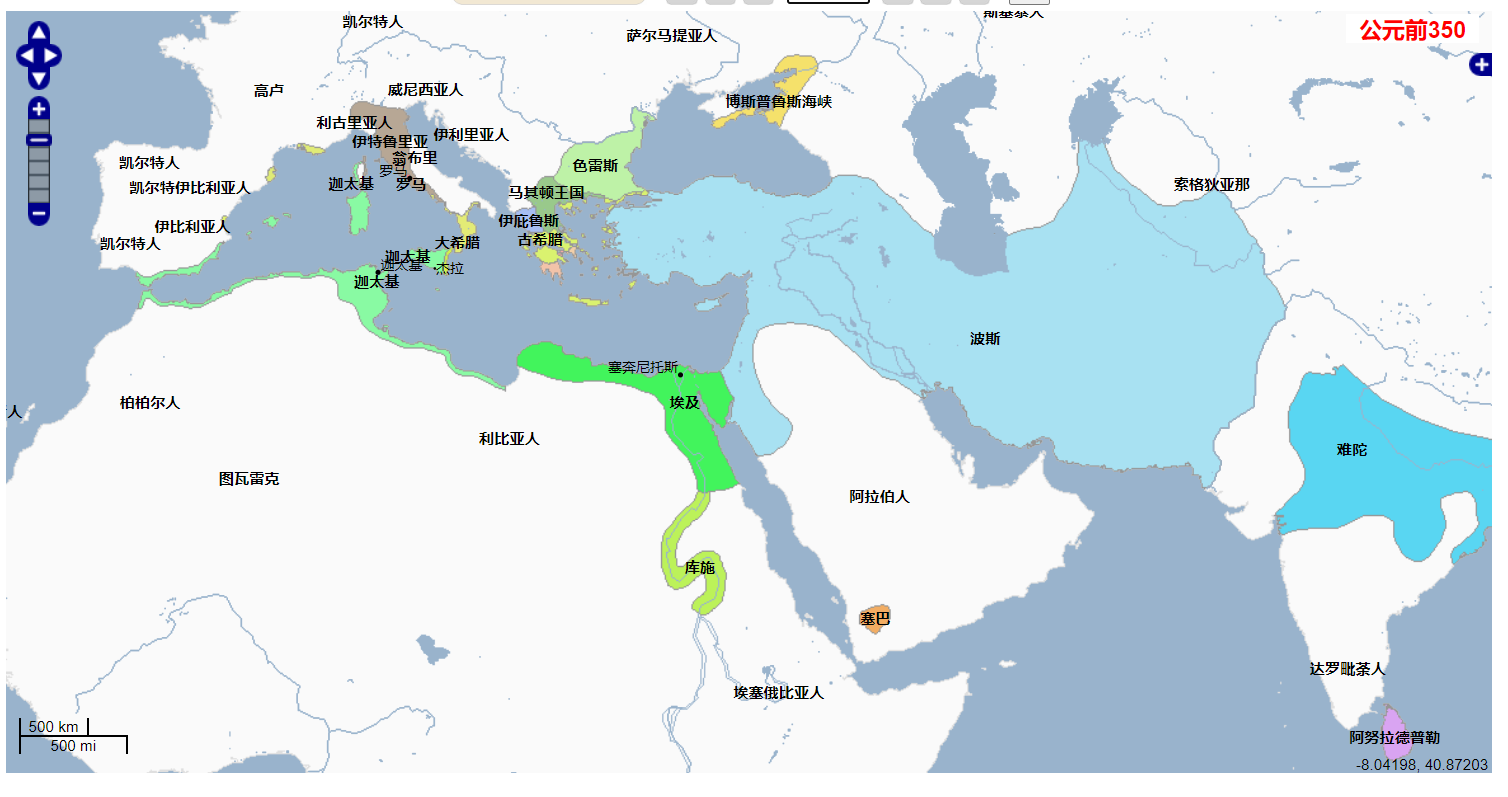 凯尔特人
斯基泰人
公元前350
萨尔马提亚人
高卢
威尼西亚人
博斯普鲁斯海峡
利古里亚人
伊特鲁里亚
伊利里亚人
翁布里
凯尔特人
罗马
色雷斯
凯尔特伊比利亚人
迦太基
罗马
马其顿王国
索格狄亚那
伊庇鲁斯
伊比利亚人
古希腊
凯尔特人
大希腊
迦太基
迦太基
杰拉
迦太基
波斯
塞奔尼托斯
柏柏尔人
埃及
人
利比亚人
难陀
图瓦雷克
阿拉伯人
库施
塞巴
达罗毗荼人
埃塞俄比亚人
500 km
500 mi
阿努拉德普勒
-8.04198, 40.87203